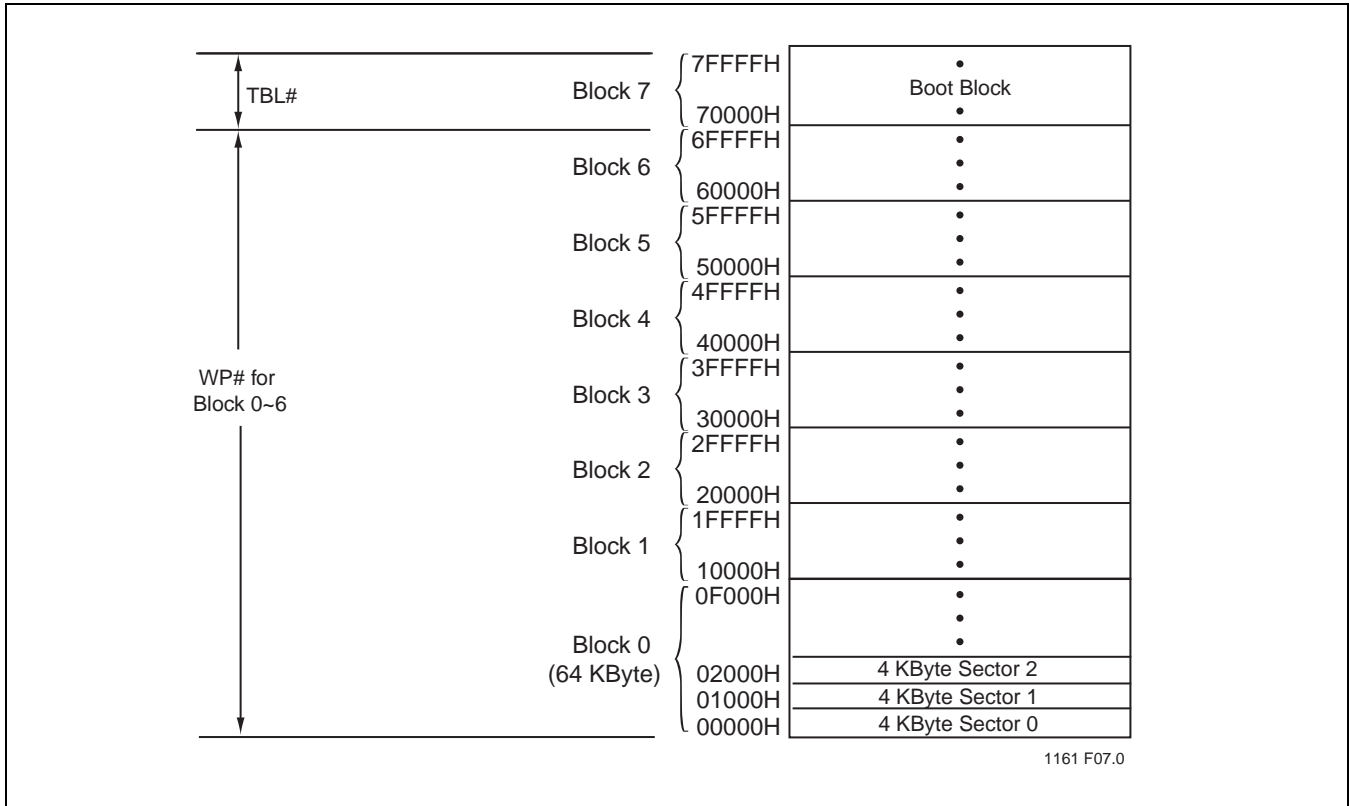 TBL#
WP# for
Block 0~6
Block 7
7FFFFH
70000H
Boot Block
Block 6
6FFFFH
60000H
Block 5
5FFFFH
50000H
Block 4
4FFFFH
40000H
Block 3
3FFFFH
30000H
Block 2
2FFFFH
20000H
Block 1
1FFFFH
10000H
Block 0
(64 KByte)
0F000H
02000H
4 KByte Sector 2
01000H
4 KByte Sector 1
00000H
4 KByte Sector 0
1161 F07.0